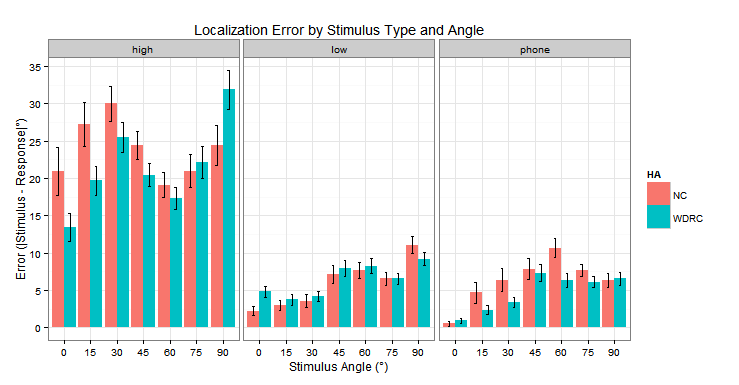 Localization Error by Stimulus Type and Angle
high low phone
35
30
25
20
15
10
5
0
Error (|Stimulus - Response|°)
0 15 30 45 60 75 90 0 15 30 45 60 75 90 0 15 30 45 60 75 90
Stimulus Angle (°)
HA
NC
WDRC